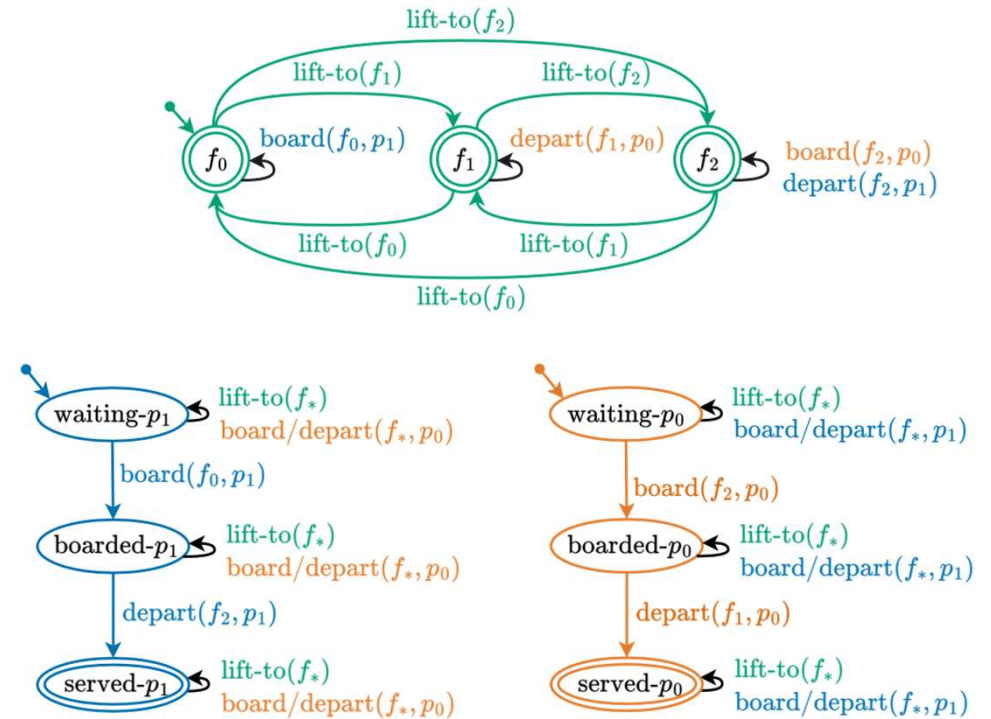 lift-to(f₂)
lift-to(f₁)
lift-to(f₂)
f₀
board(f₀, p₁)
f₁
depart(f₁, p₀)
f₂
board(f₂, p₀)
depart(f₂, p₁)
lift-to(f₀)
lift-to(f₁)
lift-to(f₀)
waiting-p₁
lift-to(f∗)
board/depart(f∗, p₀)
board(f₀, p₁)
boarded-p₁
lift-to(f∗)
board/depart(f∗, p₀)
depart(f₂, p₁)
served-p₁
lift-to(f∗)
board/depart(f∗, p₀)
waiting-p₀
lift-to(f∗)
board/depart(f∗, p₁)
board(f₂, p₀)
boarded-p₀
lift-to(f∗)
board/depart(f∗, p₁)
depart(f₁, p₀)
served-p₀
lift-to(f∗)
board/depart(f∗, p₁)